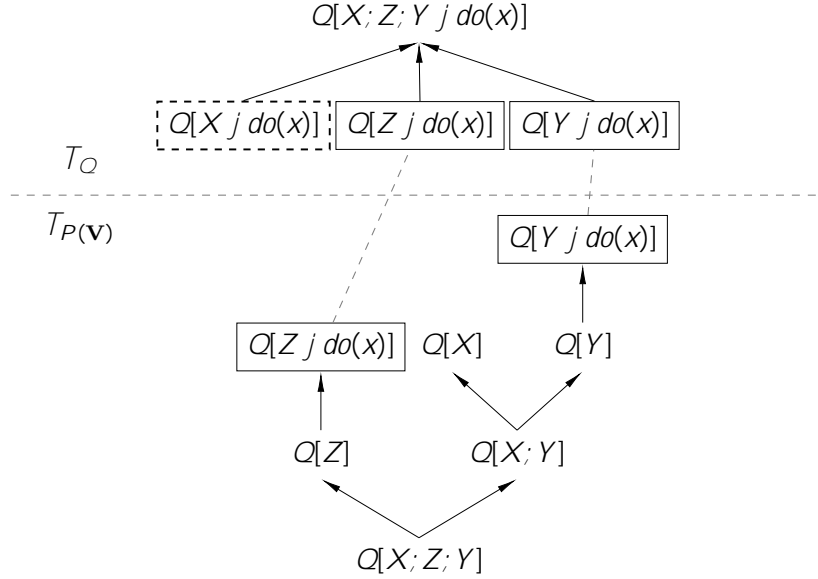 Q[X; Z; Y j do(x)]
Q[X j do(x)] Q[Z j do(x)] Q[Y j do(x)]
T_Q
T_P(V)
Q[Y j do(x)]
Q[Z j do(x)] Q[X] Q[Y]
Q[Z] Q[X; Y]
Q[X; Z; Y]